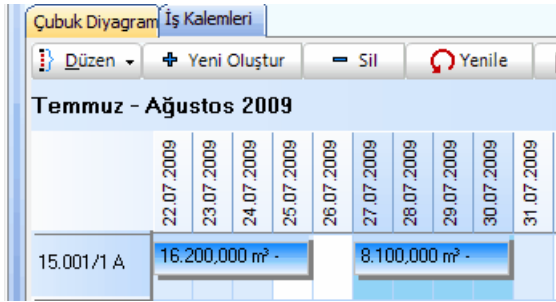 Çubuk Diyagram İş Kalemleri
Düzen Yeni Oluştur Sil Yenile
Temmuz - Ağustos 2009
22.07.2009 23.07.2009 24.07.2009 25.07.2009 26.07.2009 27.07.2009 28.07.2009 29.07.2009 30.07.2009 31.07.2009
15.001/1 A 16.200,000 m³ - 8.100,000 m³ -